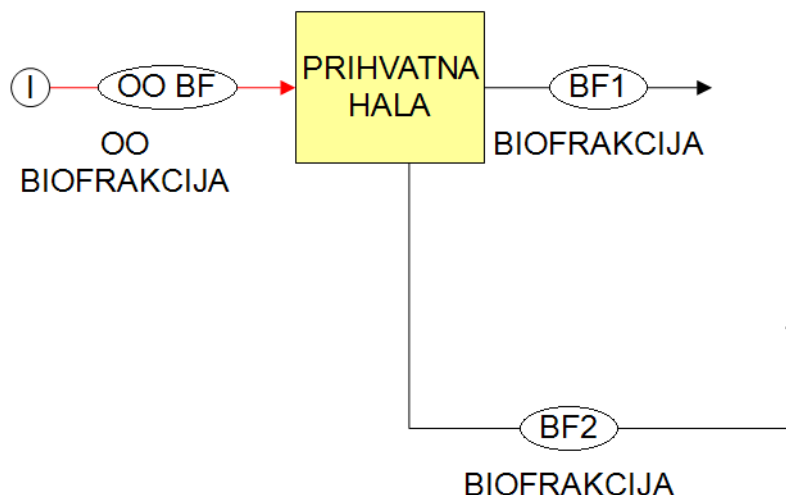 I
OO BF
OO
BIOFRAKCIJA
PRIHVATNA
HALA
BF1
BIOFRAKCIJA
BF2
BIOFRAKCIJA